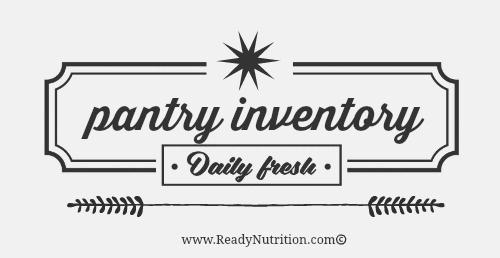 pantry inventory
• Daily fresh •
www.ReadyNutrition.com©